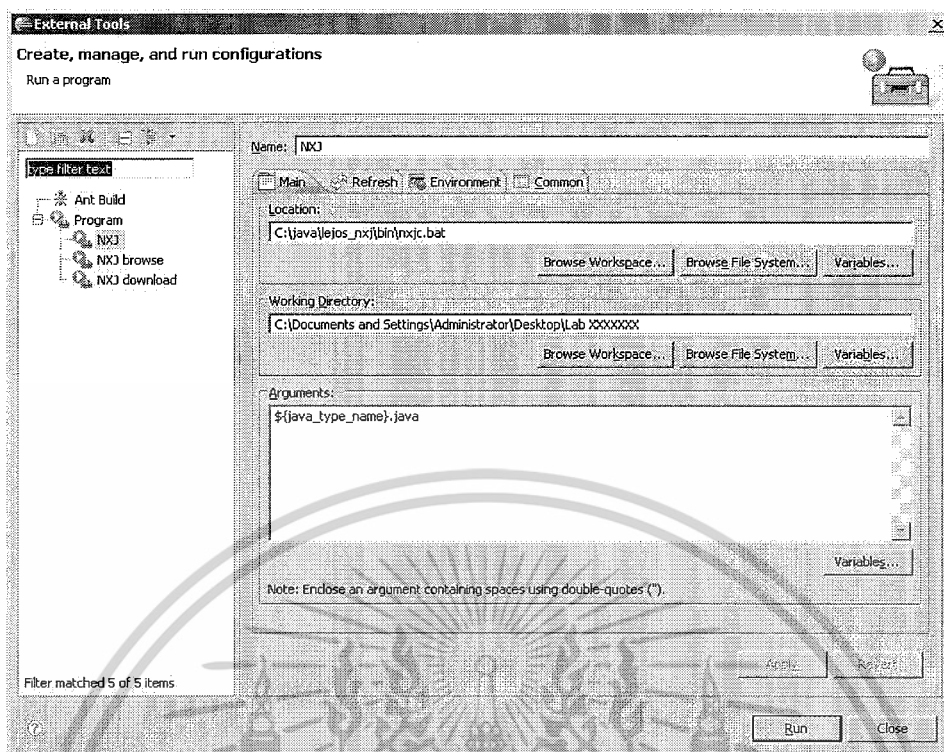 External Tools
Create, manage, and run configurations
Run a program
type filter text
Ant Build
Program
NXJ
NXJ browse
NXJ download
Filter matched 5 of 5 items
Name: NXJ
Main Refresh Environment Common
Location:
C:\java\lejos_nxj\bin\nxjc.bat
Browse Workspace... Browse File System... Variables...
Working Directory:
C:\Documents and Settings\Administrator\Desktop\Lab XXXXXXX
Browse Workspace... Browse File System... Variables...
Arguments:
${java_type_name}.java
Variables...
Note: Enclose an argument containing spaces using double-quotes (").
Apply Revert
Run Close